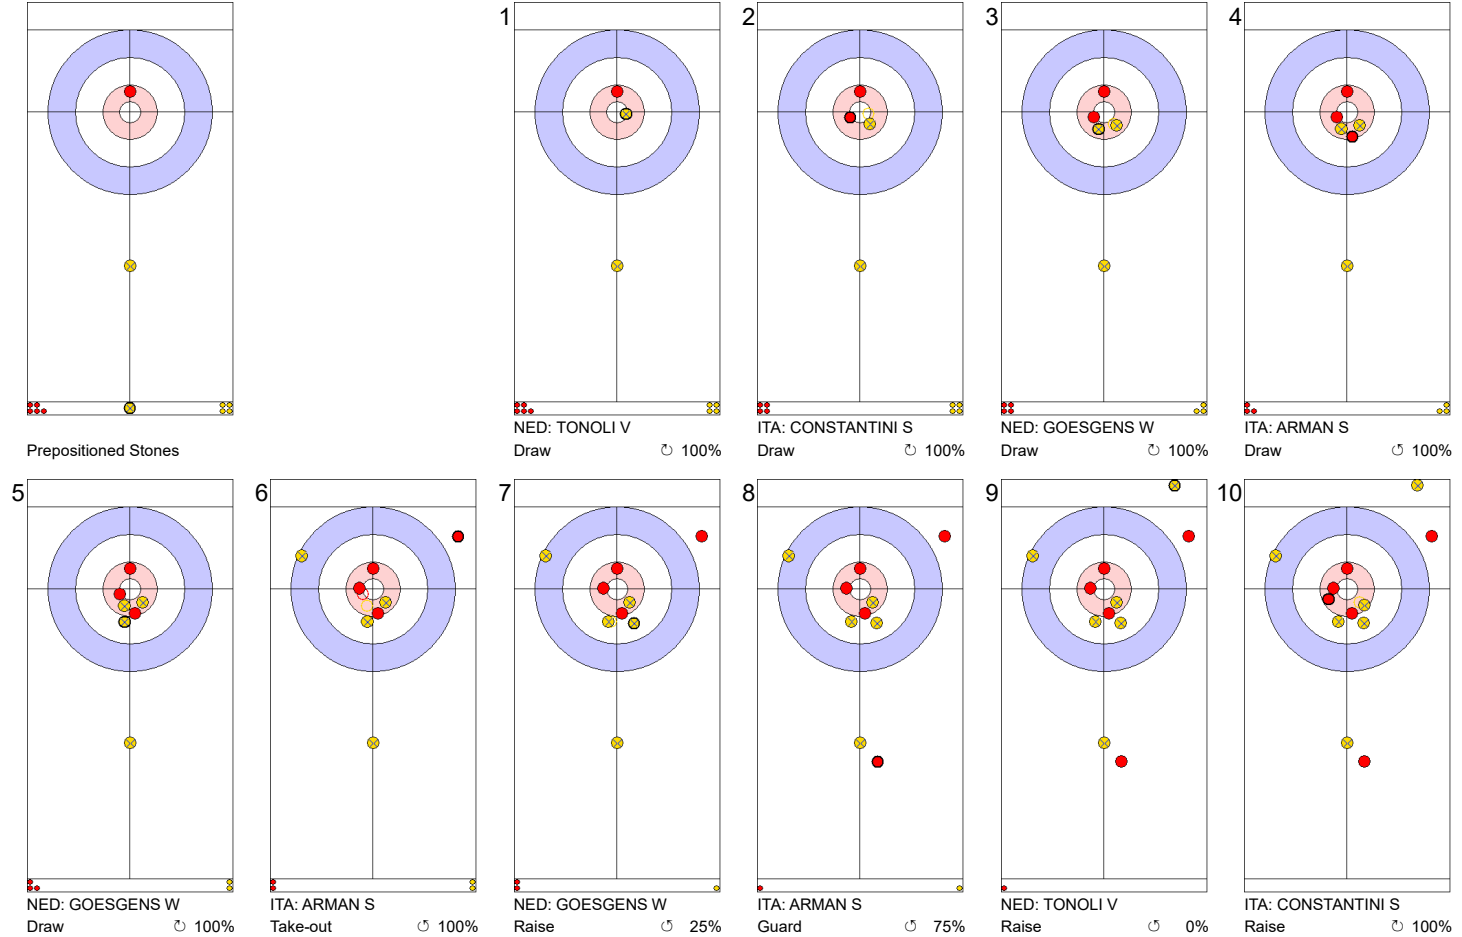 1
2
3
4
Prepositioned Stones
NED: TONOLI V
Draw ↻ 100%
ITA: CONSTANTINI S
Draw ↻ 100%
NED: GOESGENS W
Draw ↻ 100%
ITA: ARMAN S
Draw ↻ 100%
5
6
7
8
9
10
NED: GOESGENS W
Draw ↻ 100%
ITA: ARMAN S
Take-out ↻ 100%
NED: GOESGENS W
Raise ↺ 25%
ITA: ARMAN S
Guard ↺ 75%
NED: TONOLI V
Raise ↺ 0%
ITA: CONSTANTINI S
Raise ↻ 100%